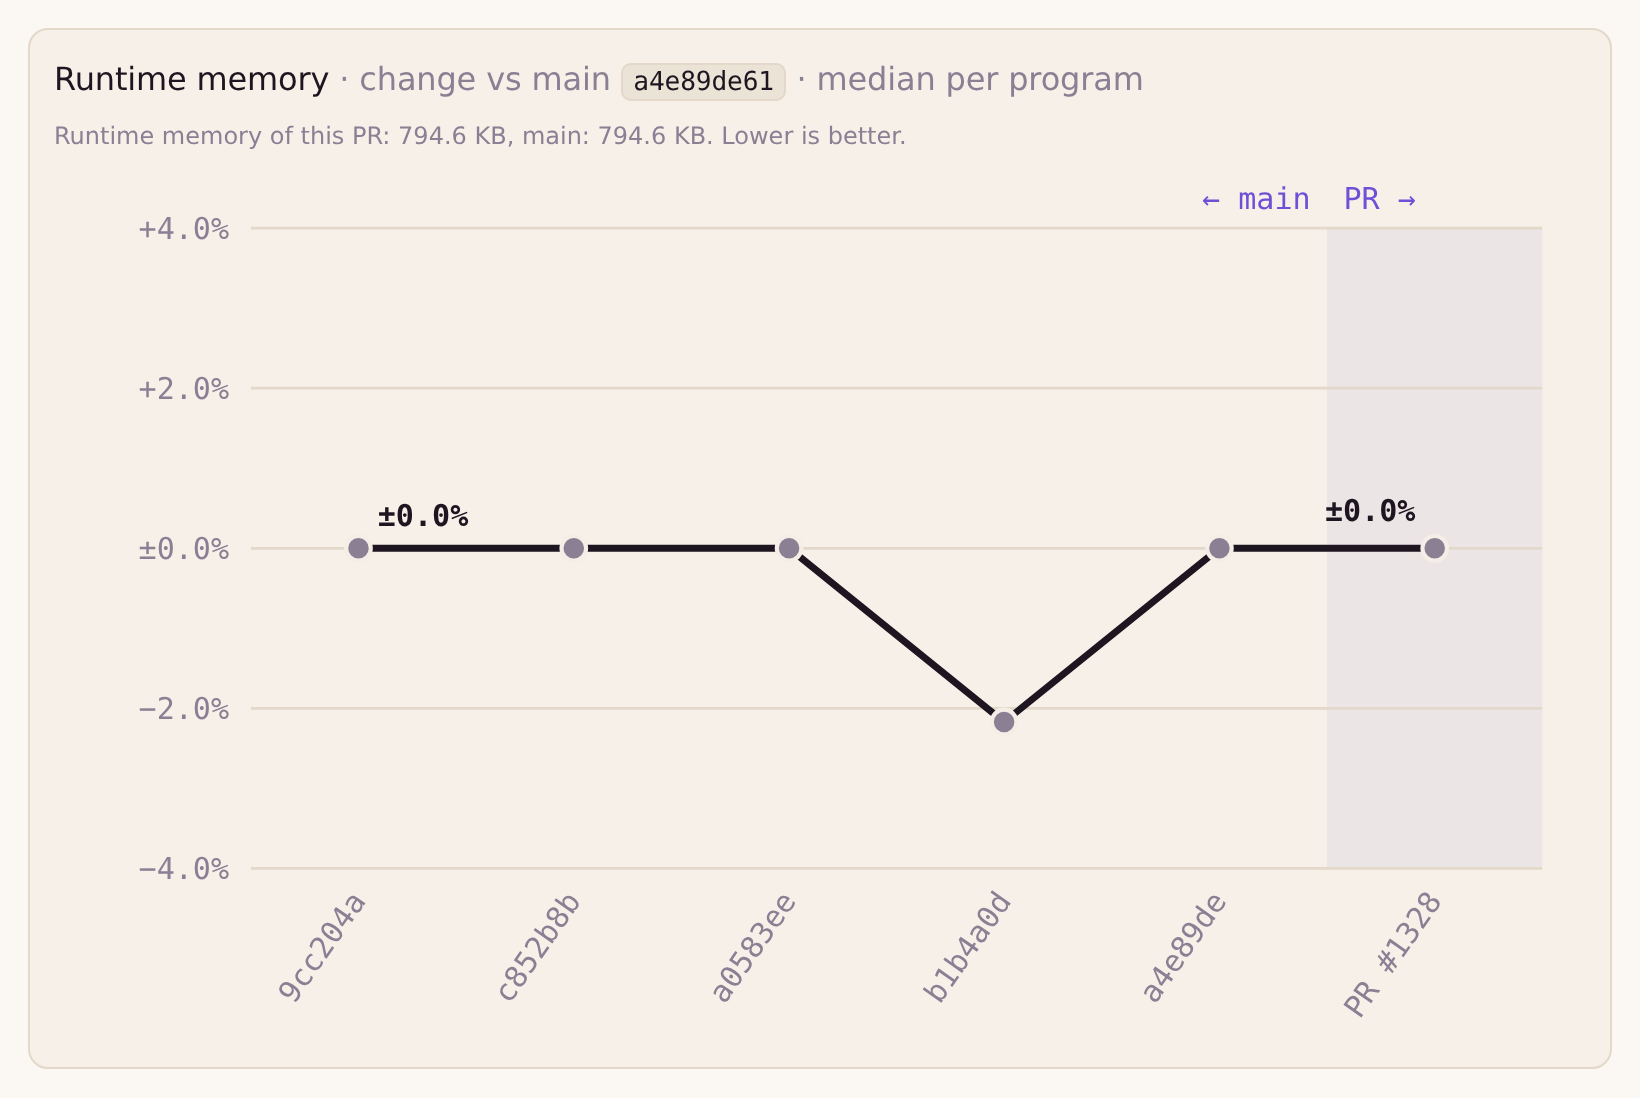 Runtime memory · change vs main a4e89de61 · median per program
Runtime memory of this PR: 794.6 KB, main: 794.6 KB. Lower is better.
← main PR →
+4.0%
+2.0%
±0.0%
−2.0%
−4.0%
±0.0%
±0.0%
9cc204a
c852b8b
a0583ee
b1b4a0d
a4e89de
PR #1328